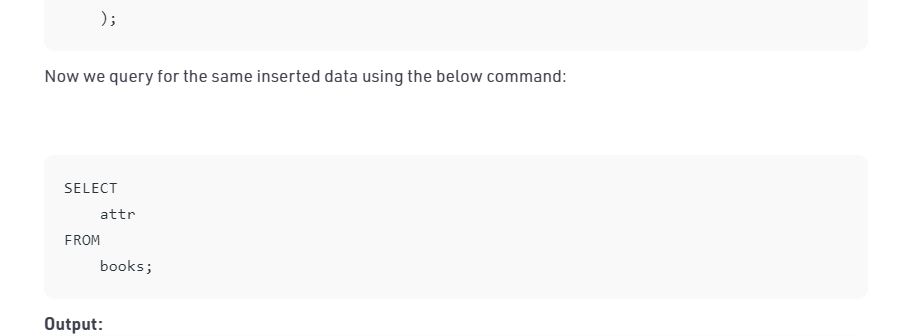 );
Now we query for the same inserted data using the below command:
SELECT
    attr
FROM
    books;
Output: